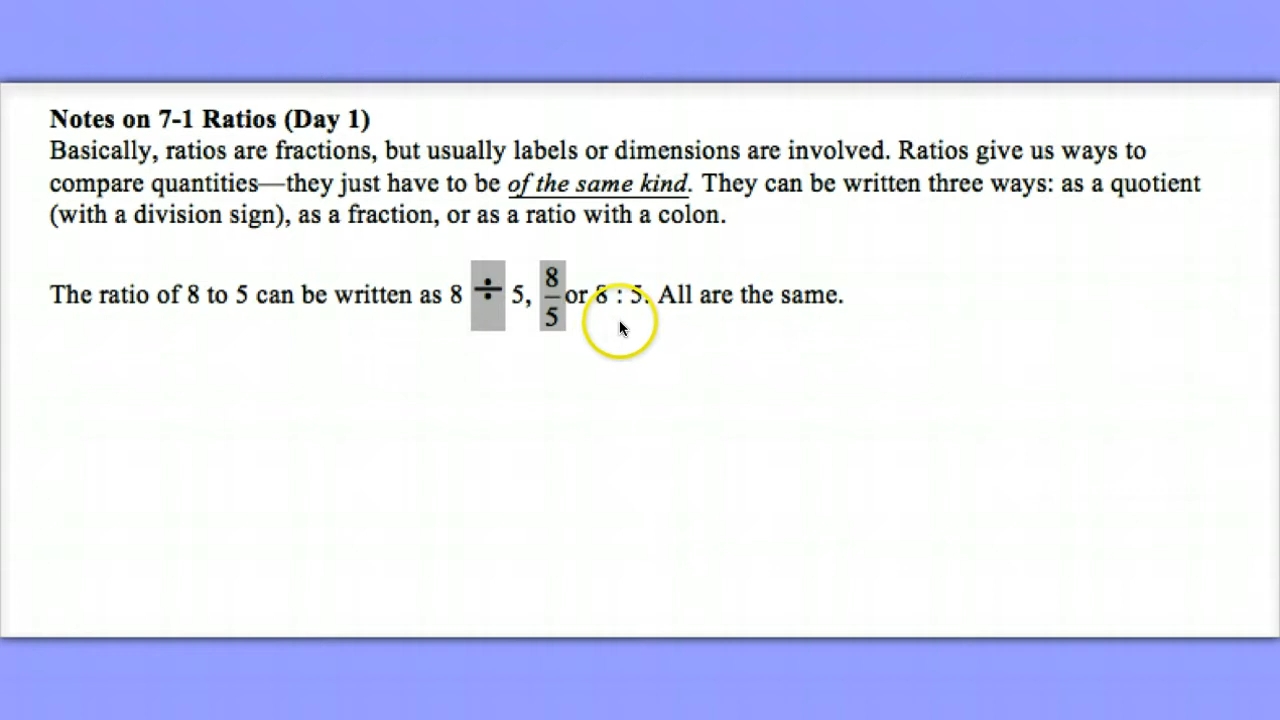 Notes on 7-1 Ratios (Day 1)
Basically, ratios are fractions, but usually labels or dimensions are involved. Ratios give us ways to
compare quantities—they just have to be of the same kind. They can be written three ways: as a quotient
(with a division sign), as a fraction, or as a ratio with a colon.
The ratio of 8 to 5 can be written as 8 ÷ 5, 8/5 or 8 : 5. All are the same.